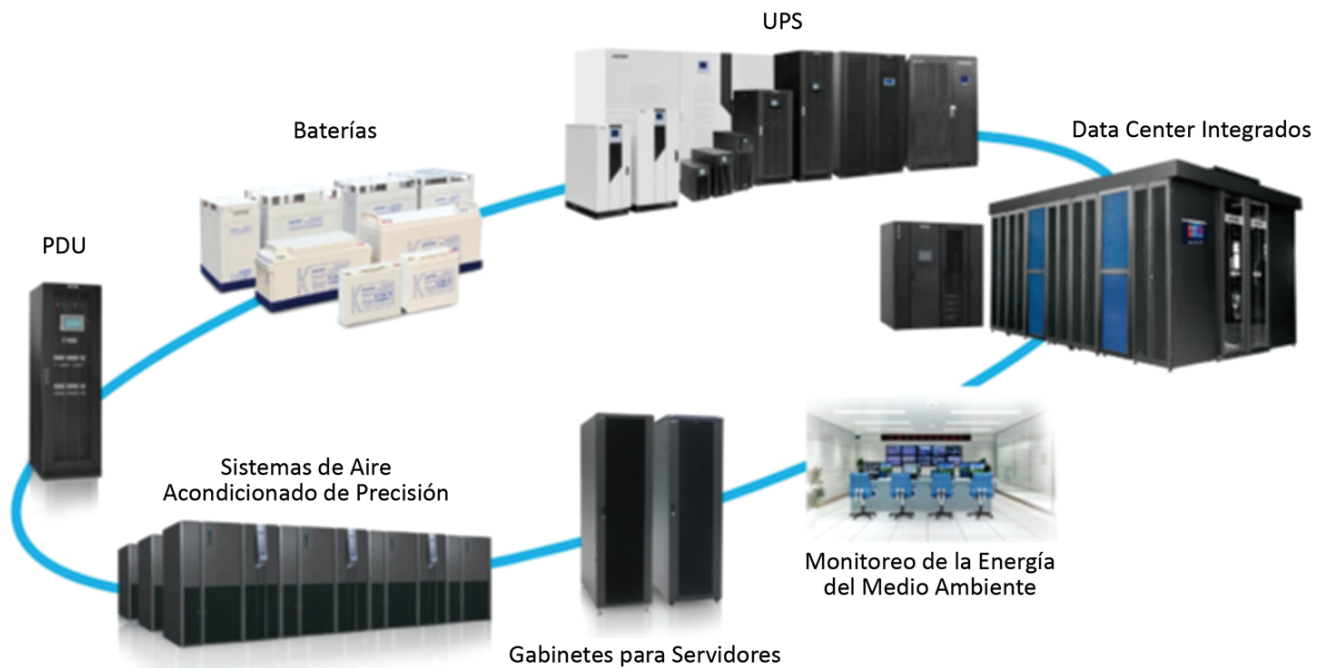 UPS
Baterías
Data Center Integrados
PDU
Sistemas de Aire
Acondicionado de Precisión
Monitoreo de la Energía
del Medio Ambiente
Gabinetes para Servidores